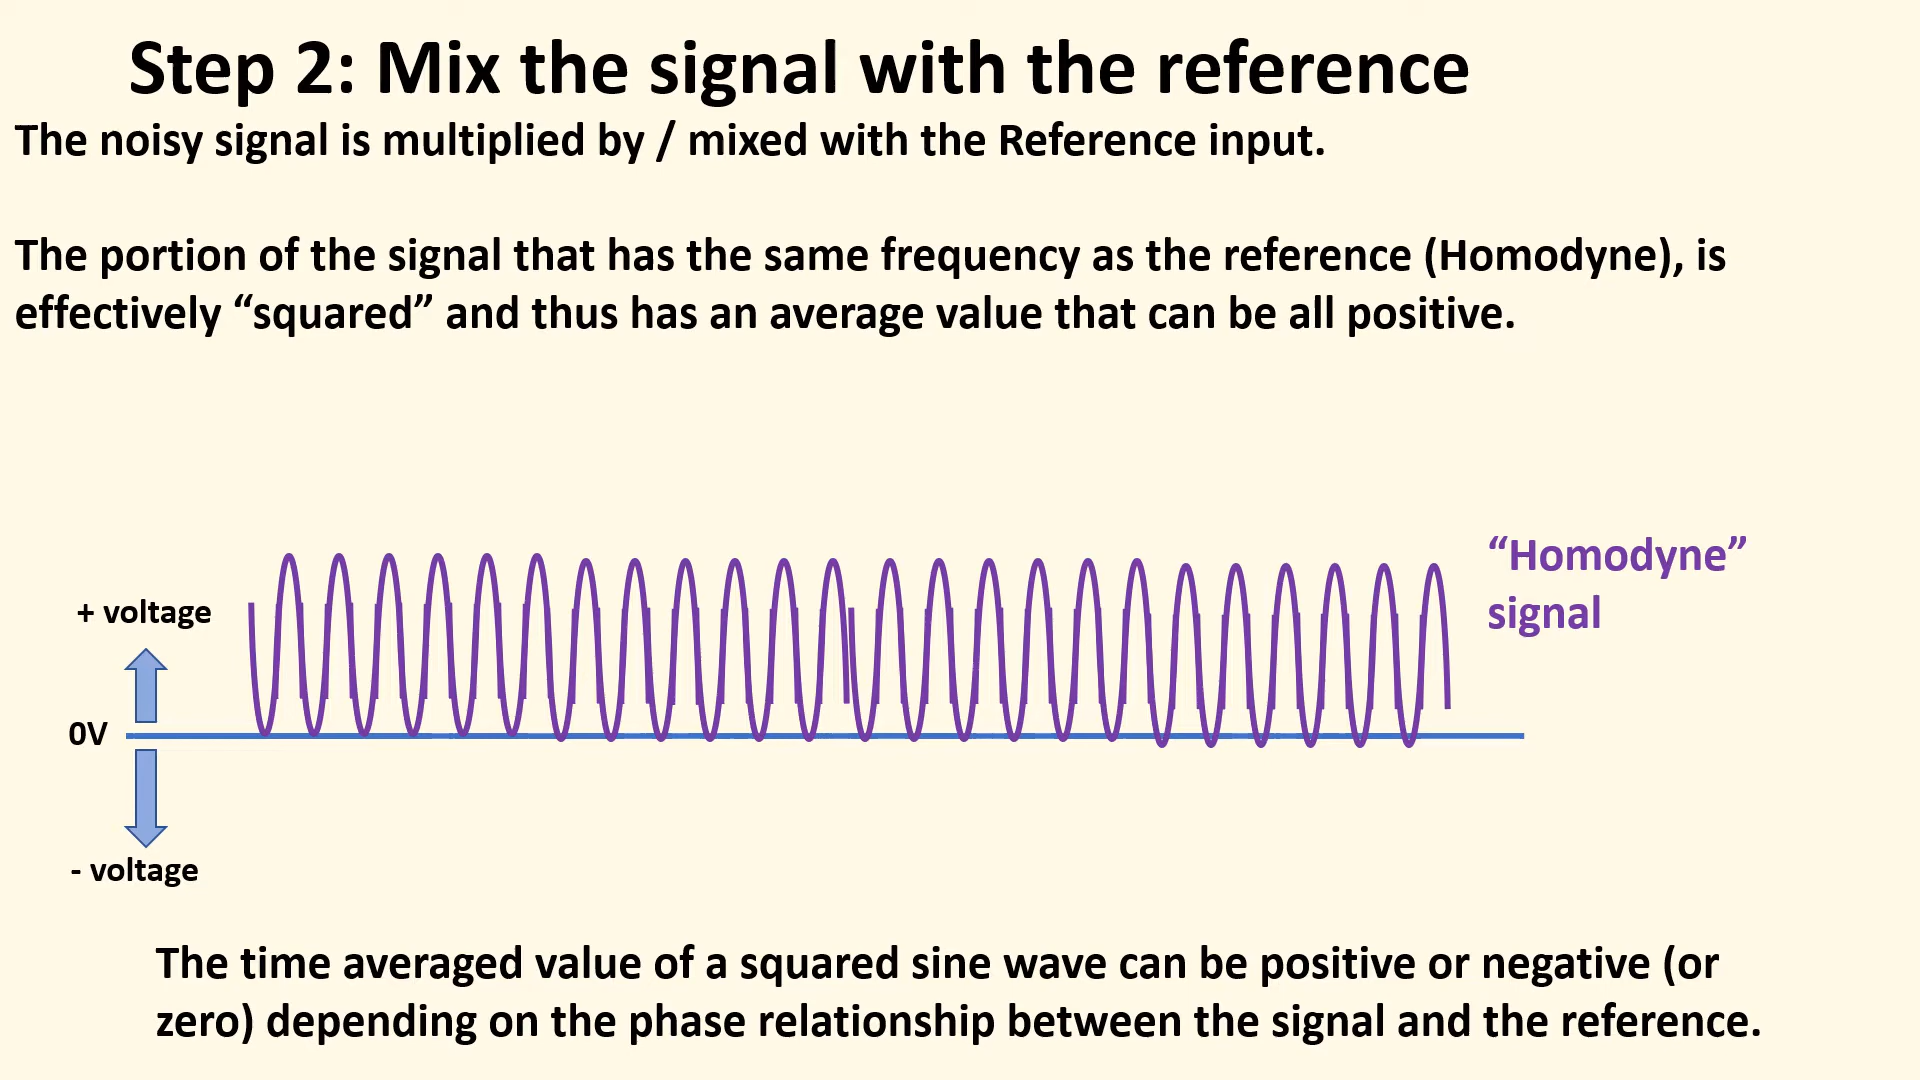 Step 2: Mix the signal with the reference
The noisy signal is multiplied by / mixed with the Reference input.
The portion of the signal that has the same frequency as the reference (Homodyne), is
effectively “squared” and thus has an average value that can be all positive.
“Homodyne”
signal
+ voltage
0V
- voltage
The time averaged value of a squared sine wave can be positive or negative (or
zero) depending on the phase relationship between the signal and the reference.